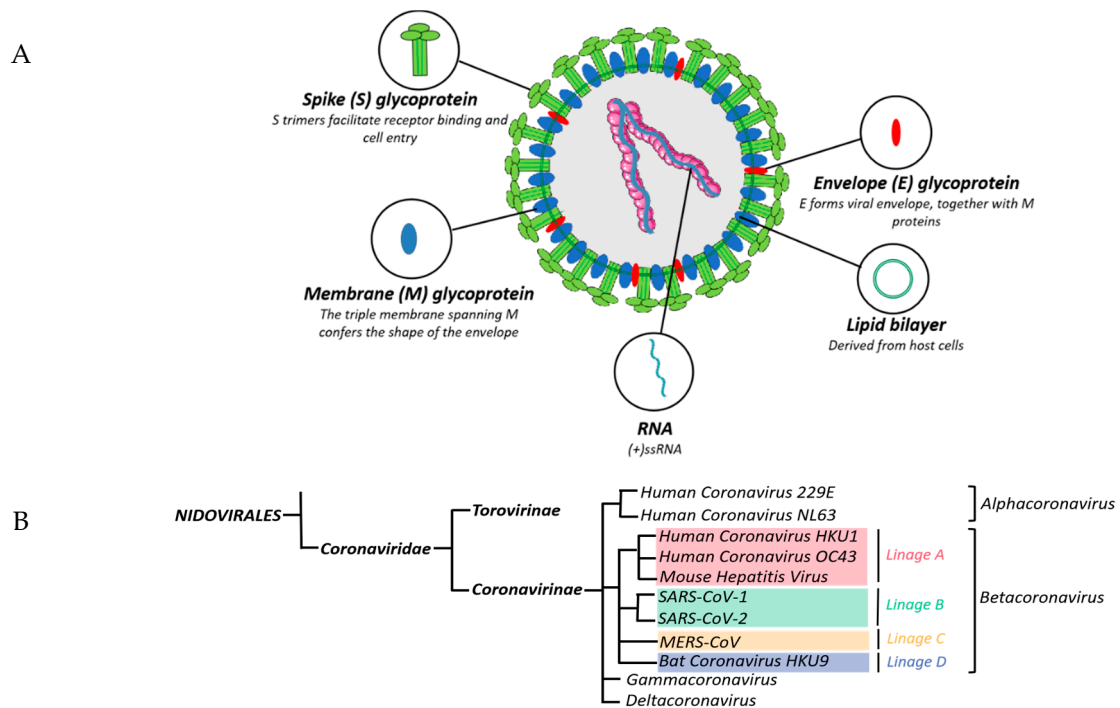 A
Spike (S) glycoprotein
S trimers facilitate receptor binding and
cell entry
Envelope (E) glycoprotein
E forms viral envelope, together with M
proteins
Membrane (M) glycoprotein
The triple membrane spanning M
confers the shape of the envelope
Lipid bilayer
Derived from host cells
RNA
(+)ssRNA
B
NIDOVIRALES
Coronaviridae
Torovirinae
Coronavirinae
Human Coronavirus 229E
Human Coronavirus NL63
Alphacoronavirus
Human Coronavirus HKU1
Human Coronavirus OC43
Mouse Hepatitis Virus
Linage A
SARS-CoV-1
SARS-CoV-2
Linage B
MERS-CoV
Linage C
Bat Coronavirus HKU9
Linage D
Betacoronavirus
Gammacoronavirus
Deltacoronavirus